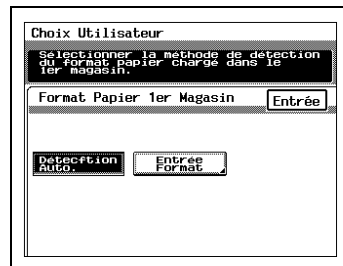 Choix Utilisateur
Sélectionner la méthode de détection
du format papier chargé dans le
1er magasin.
Format Papier 1er Magasin
Entrée
Détecftion
Auto.
Entrée
Format